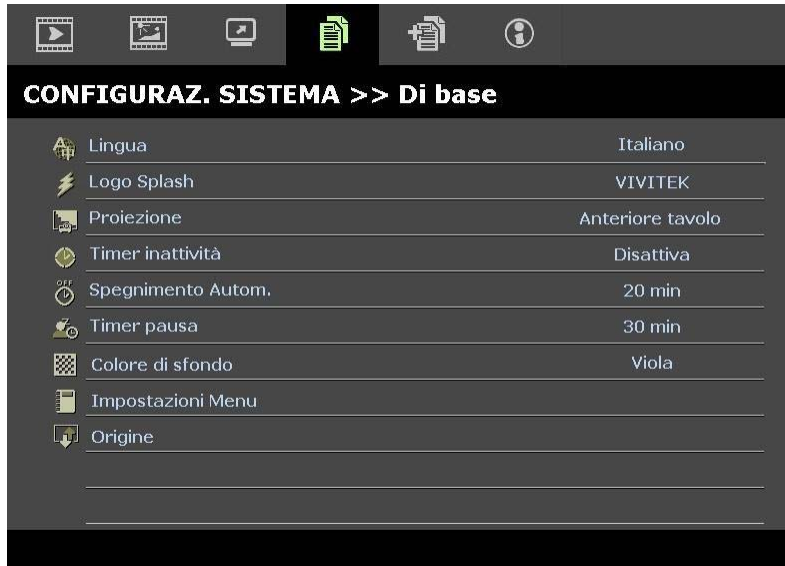 CONFIGURAZ. SISTEMA >> Di base
Lingua Italiano
Logo Splash VIVITEK
Proiezione Anteriore tavolo
Timer inattività Disattiva
OFF
Spegnimento Autom. 20 min
Timer pausa 30 min
Colore di sfondo Viola
Impostazioni Menu
Origine